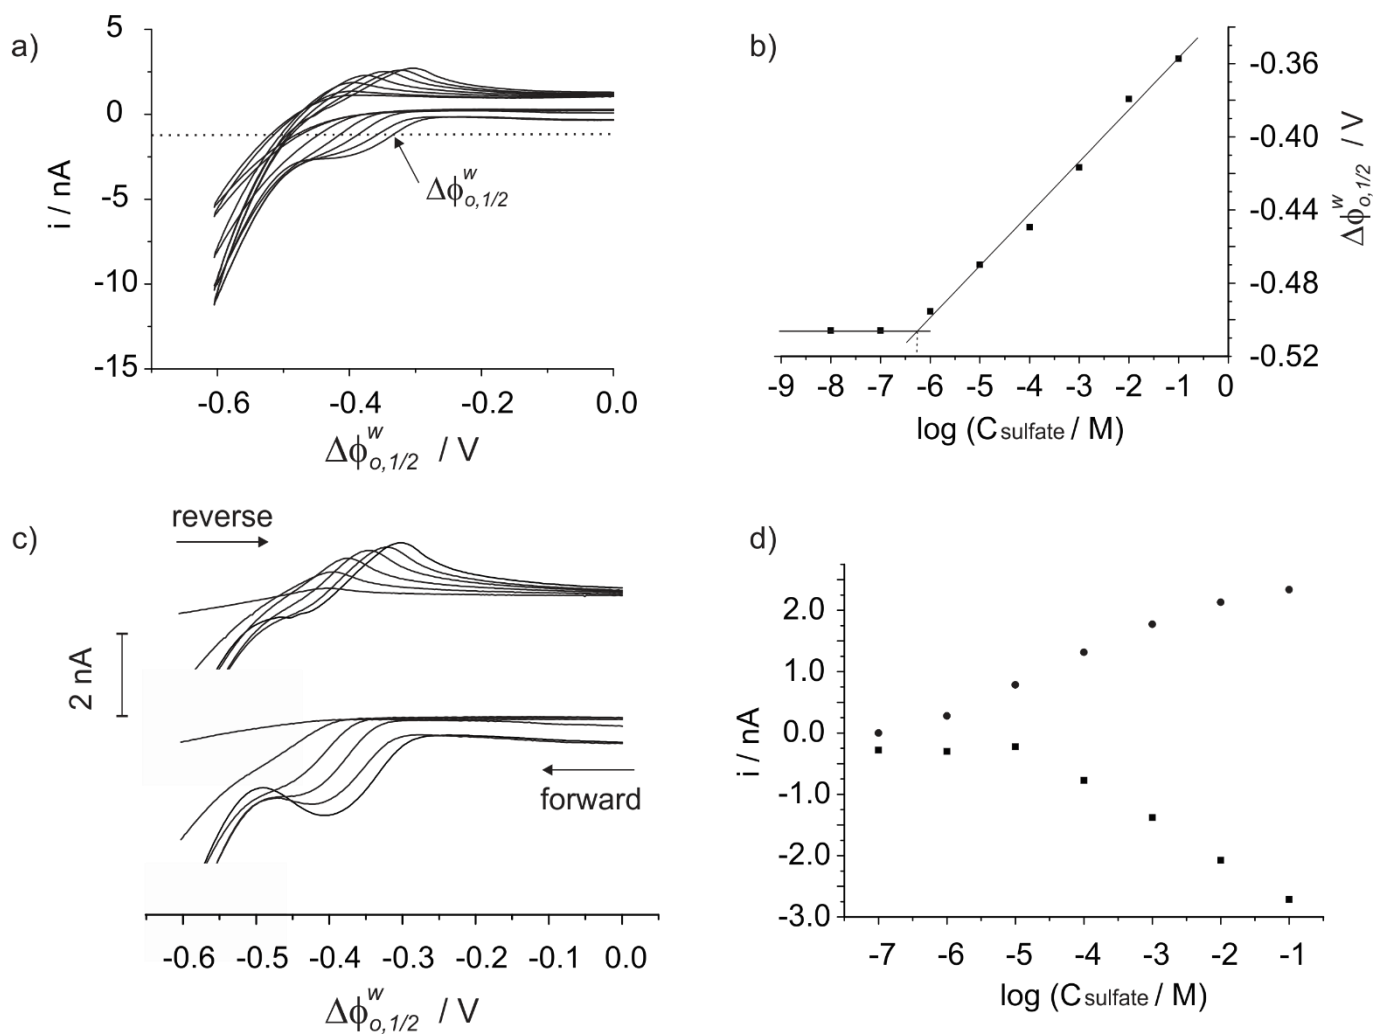 a)
5
0
-5
-10
-15
i / nA
-0.6
-0.4
-0.2
0.0
Δϕ^w_{o,1/2} / V
Δϕ^w_{o,1/2}
b)
-0.36
-0.40
-0.44
-0.48
-0.52
Δϕ^w_{o,1/2} / V
-9 -8 -7 -6 -5 -4 -3 -2 -1 0
log (C sulfate / M)
c)
reverse
2 nA
forward
-0.6 -0.5 -0.4 -0.3 -0.2 -0.1 0.0
Δϕ^w_{o,1/2} / V
d)
2.0
1.0
0.0
-1.0
-2.0
-3.0
i / nA
-7 -6 -5 -4 -3 -2 -1
log (C sulfate / M)